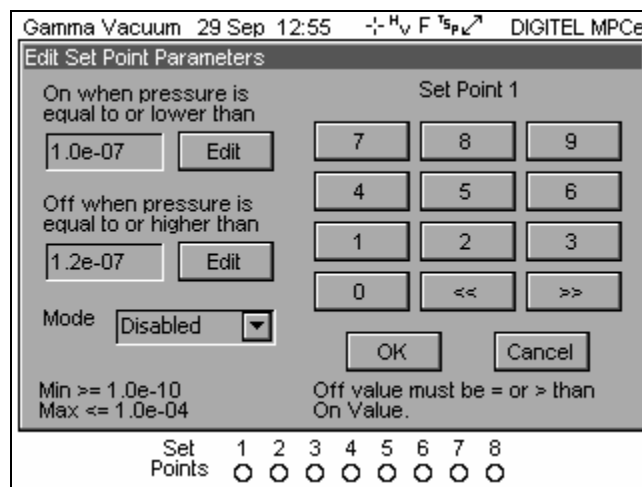 Gamma Vacuum 29 Sep 12:55 HV F TSP DIGITEL MPCe
Edit Set Point Parameters
On when pressure is
equal to or lower than
1.0e-07 Edit
Off when pressure is
equal to or higher than
1.2e-07 Edit
Mode Disabled
Min >= 1.0e-10
Max <= 1.0e-04
Set Point 1
7 8 9
4 5 6
1 2 3
0 << >>
OK Cancel
Off value must be = or > than
On Value.
Set Points 1 2 3 4 5 6 7 8